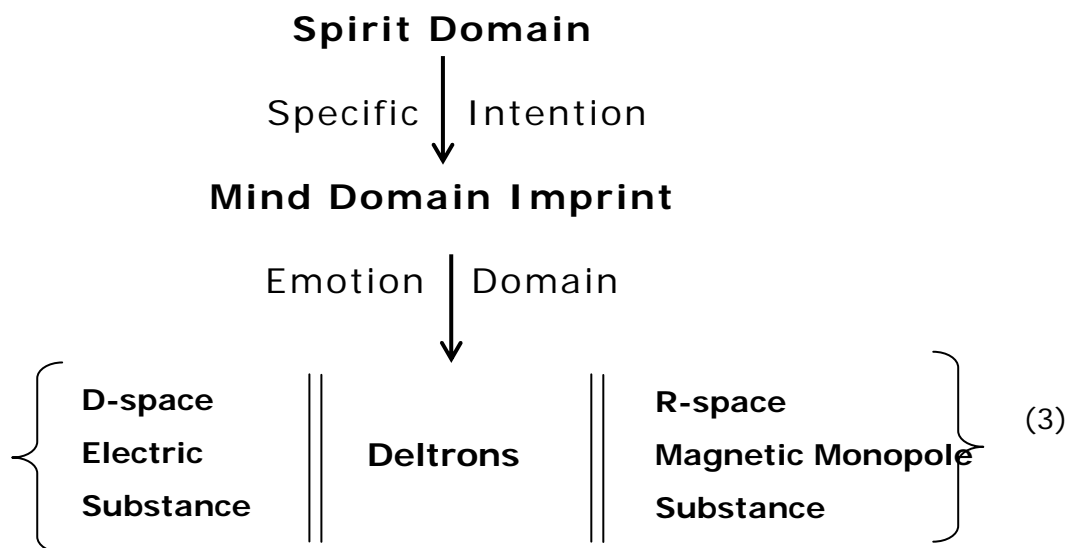 Spirit Domain
Specific Intention
Mind Domain Imprint
Emotion Domain
D-space
Electric
Substance
Deltrons
R-space
Magnetic Monopole
Substance
(3)